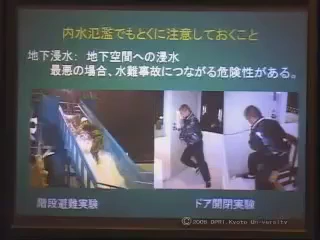 内水氾濫でもとくに注意しておくこと
地下浸水： 地下空間への浸水
最悪の場合、水難事故につながる危険性がある。
階段避難実験
ドア開閉実験
©2006 DPRI, Kyoto University